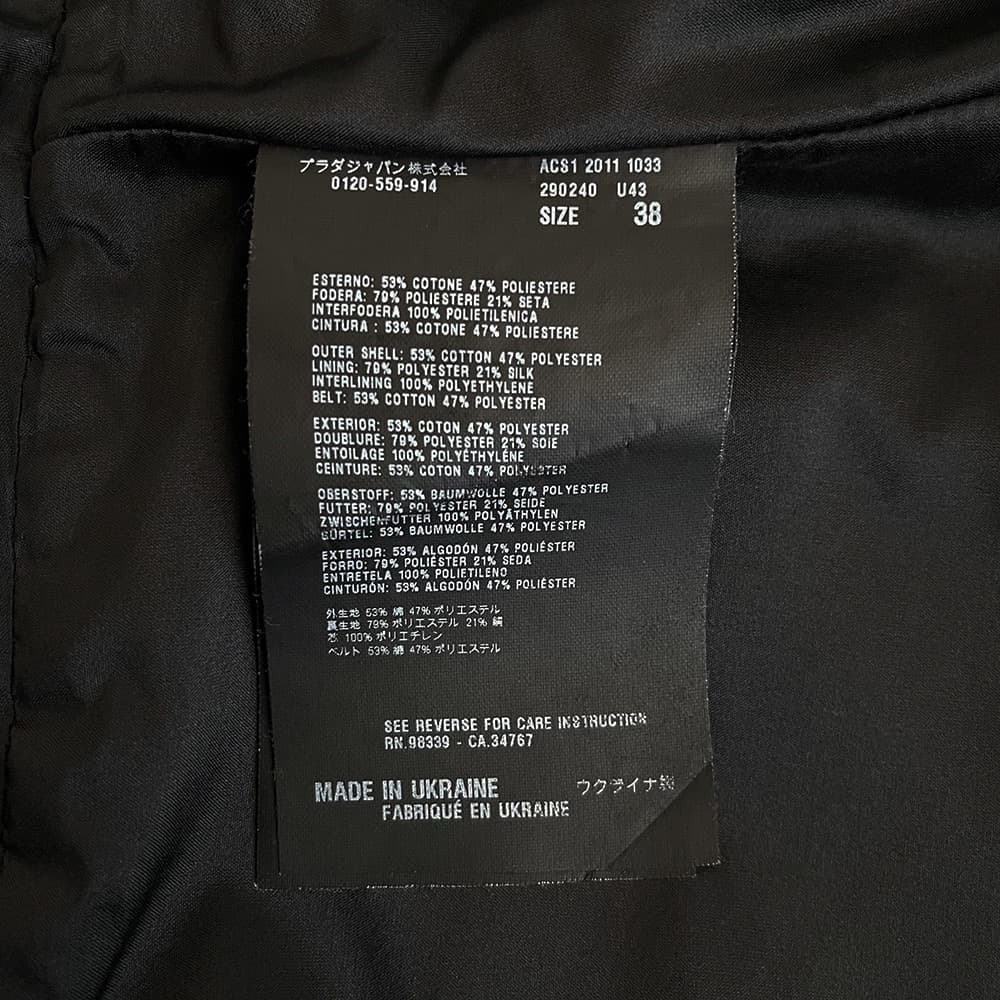 プラダジャパン株式会社
0120-559-914
ACS1 2011 1033
290240 U43
SIZE 38
ESTERNO: 53% COTONE 47% POLIESTERE
FODERA: 79% POLIESTERE 21% SETA
INTERFODERA 100% POLIETILENICA
CINTURA : 53% COTONE 47% POLIESTERE
OUTER SHELL: 53% COTTON 47% POLYESTER
LINING: 79% POLYESTER 21% SILK
INTERLINING 100% POLYETHYLENE
BELT: 53% COTTON 47% POLYESTER
EXTERIOR: 53% COTON 47% POLYESTER
DOUBLURE: 79% POLYESTER 21% SOIE
ENTOILAGE 100% POLYÉTHYLÉNE
CEINTURE: 53% COTON 47% POLYESTER
OBERSTOFF: 53% BAUMWOLLE 47% POLYESTER
FUTTER: 79% POLYESTER 21% SEIDE
ZWISCHENFUTTER 100% POLYÄTHYLEN
GÜRTEL: 53% BAUMWOLLE 47% POLYESTER
EXTERIOR: 53% ALGODÓN 47% POLIÉSTER
FORRO: 79% POLIÉSTER 21% SEDA
ENTRETELA 100% POLIETILENO
CINTURÓN: 53% ALGODÓN 47% POLIÉSTER
外生地 53% 綿 47% ポリエステル
裏生地 79% ポリエステル 21% 絹
芯 100% ポリエチレン
ベルト 53% 綿 47% ポリエステル
SEE REVERSE FOR CARE INSTRUCTION
RN.98339 - CA.34767
MADE IN UKRAINE ウクライナ製
FABRIQUÉ EN UKRAINE